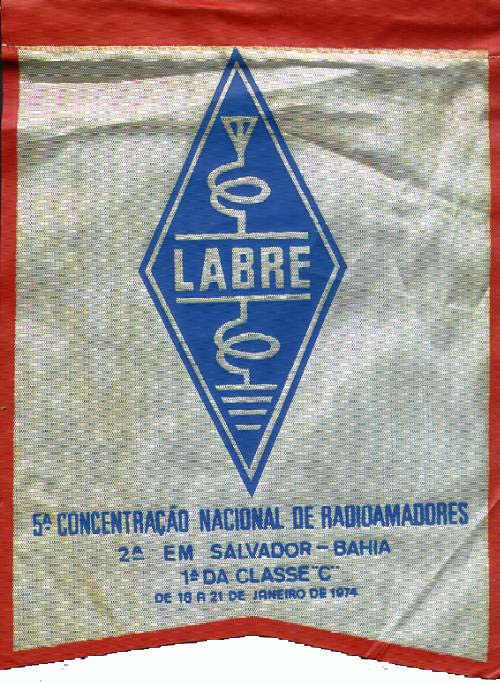 LABRE
5ª CONCENTRAÇÃO NACIONAL DE RADIOAMADORES
2ª EM SALVADOR - BAHIA
1ª DA CLASSE "C"
DE 18 A 21 DE JANEIRO DE 1974